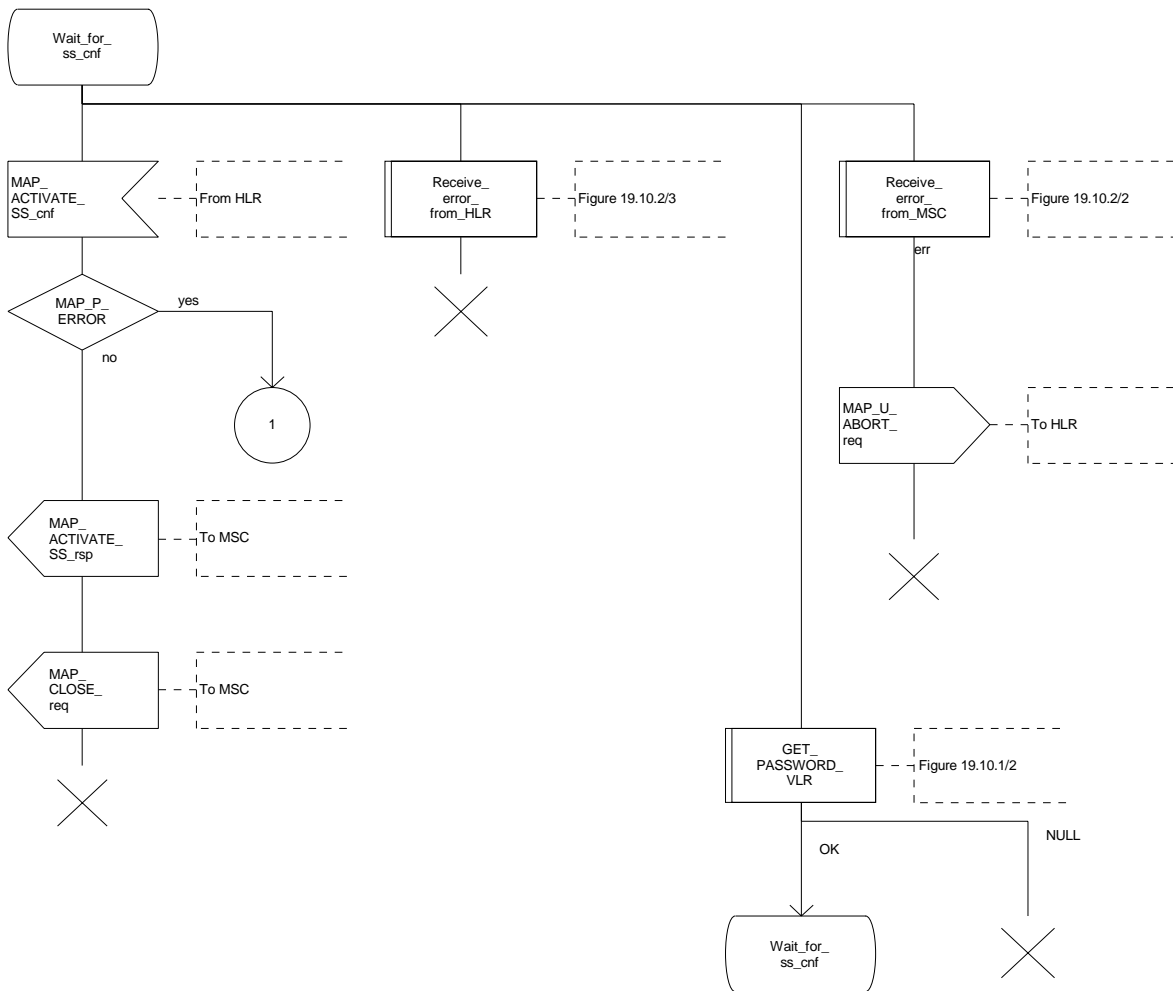 Wait_for_
ss_cnf
MAP_
ACTIVATE_
SS_cnf
From HLR
Receive_
error_
from_HLR
Figure 19.10.2/3
Receive_
error_
from_MSC
Figure 19.10.2/2
err
MAP_P_
ERROR
yes
no
1
MAP_U_
ABORT_
req
To HLR
MAP_
ACTIVATE_
SS_rsp
To MSC
MAP_
CLOSE_
req
To MSC
GET_
PASSWORD_
VLR
Figure 19.10.1/2
OK
NULL
Wait_for_
ss_cnf